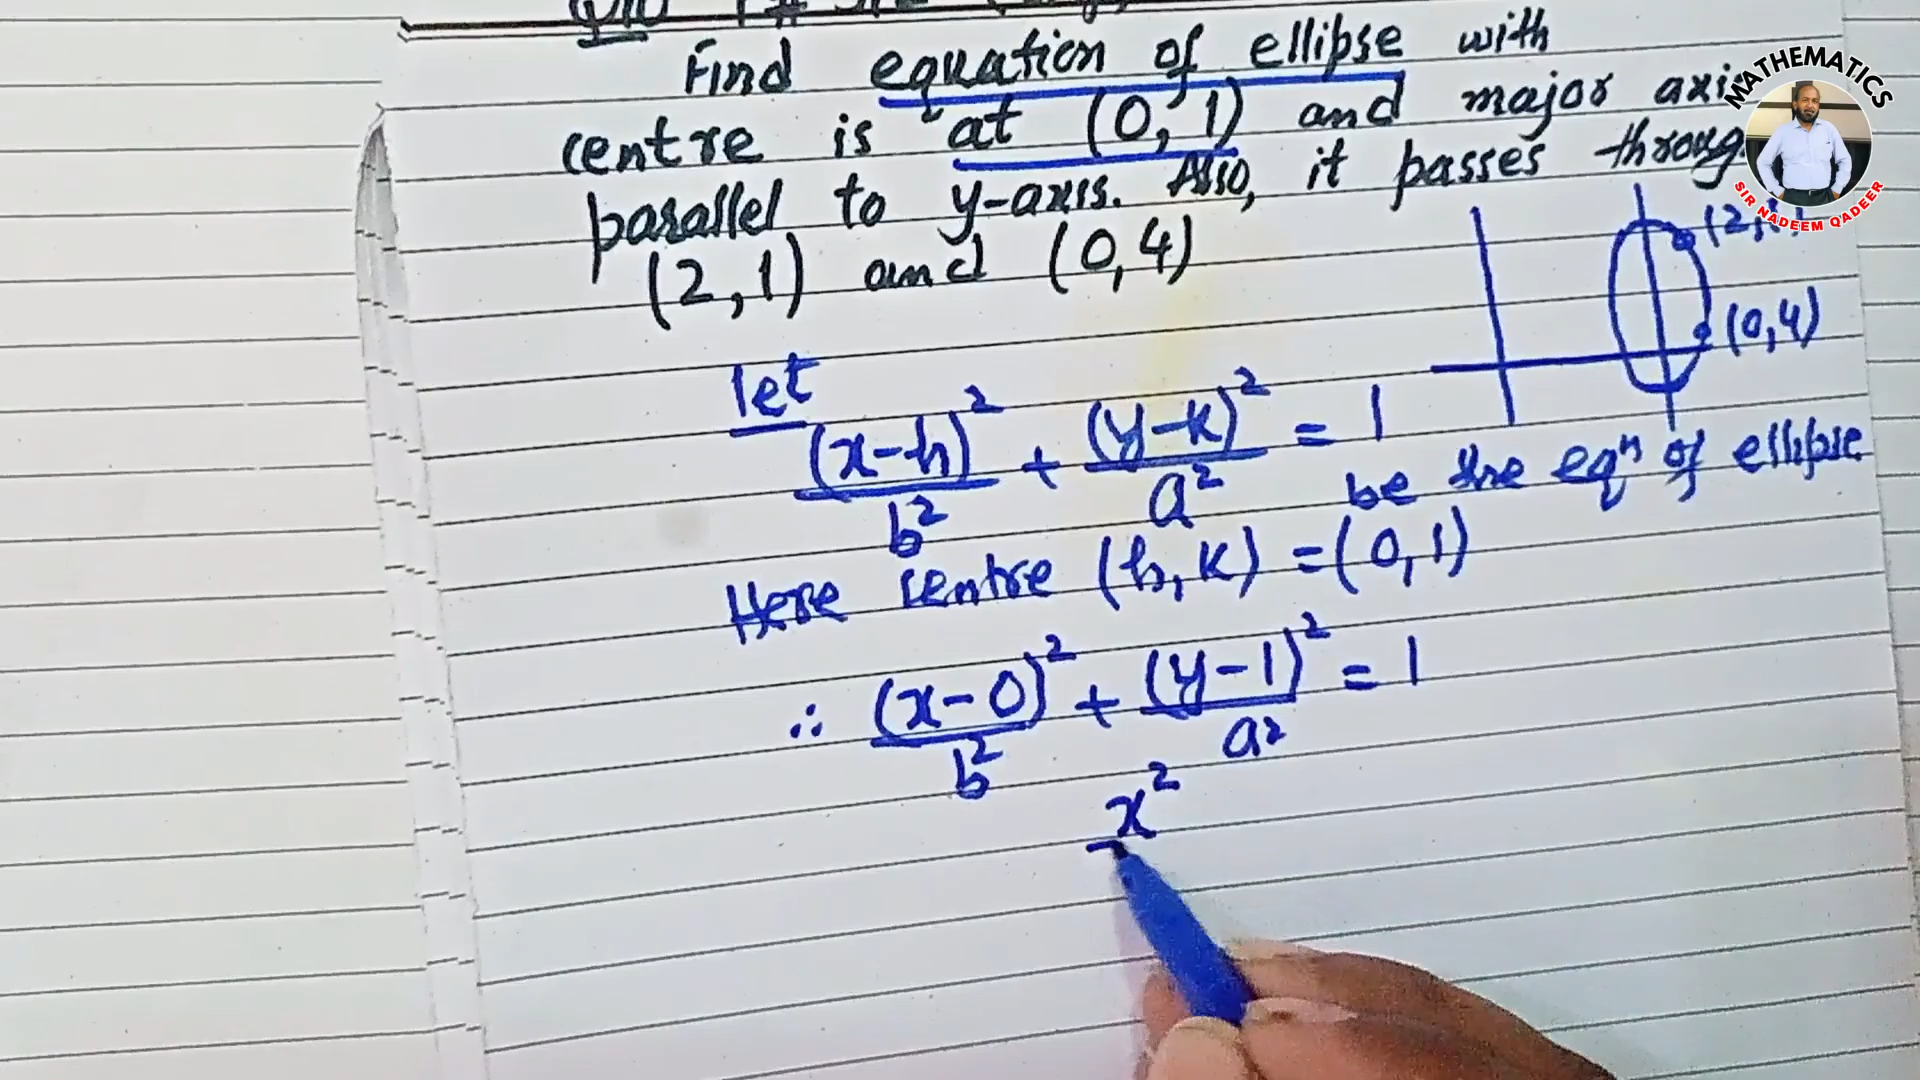 Find equation of ellipse with
centre is at (0, 1) and major axis
parallel to y-axis. Also, it passes through
(2, 1) and (0, 4)
let
(x-h)²/b² + (y-k)²/a² = 1
be the eqⁿ of ellipse
Here centre (h, k) = (0, 1)
∴ (x-0)²/b² + (y-1)²/a² = 1
x²
(0,4)
MATHEMATICS
SIR NADEEM QADEER